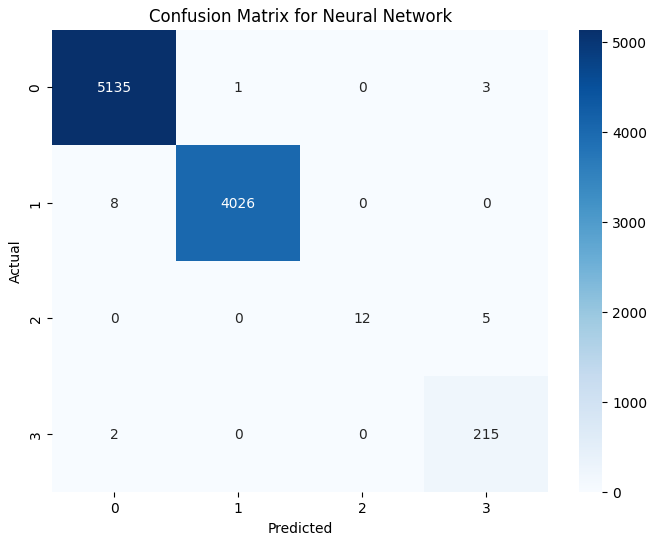 Confusion Matrix for Neural Network
0 5135 1 0 3
1 8 4026 0 0
2 0 0 12 5
3 2 0 0 215
0 1 2 3
Actual
Predicted
5000
4000
3000
2000
1000
0